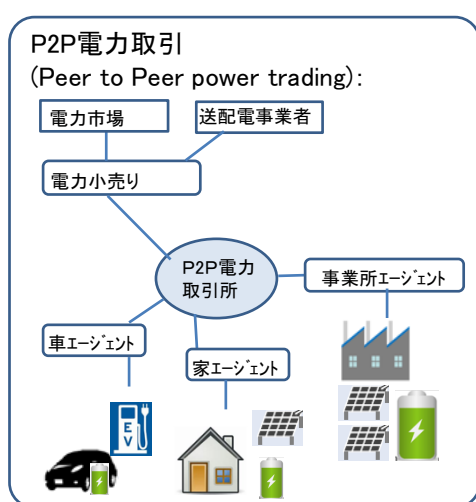 P2P電力取引
(Peer to Peer power trading):
電力市場
送配電事業者
電力小売り
P2P電力
取引所
事業所ｴｰｼﾞｪﾝﾄ
車ｴｰｼﾞｪﾝﾄ
家ｴｰｼﾞｪﾝﾄ
EV